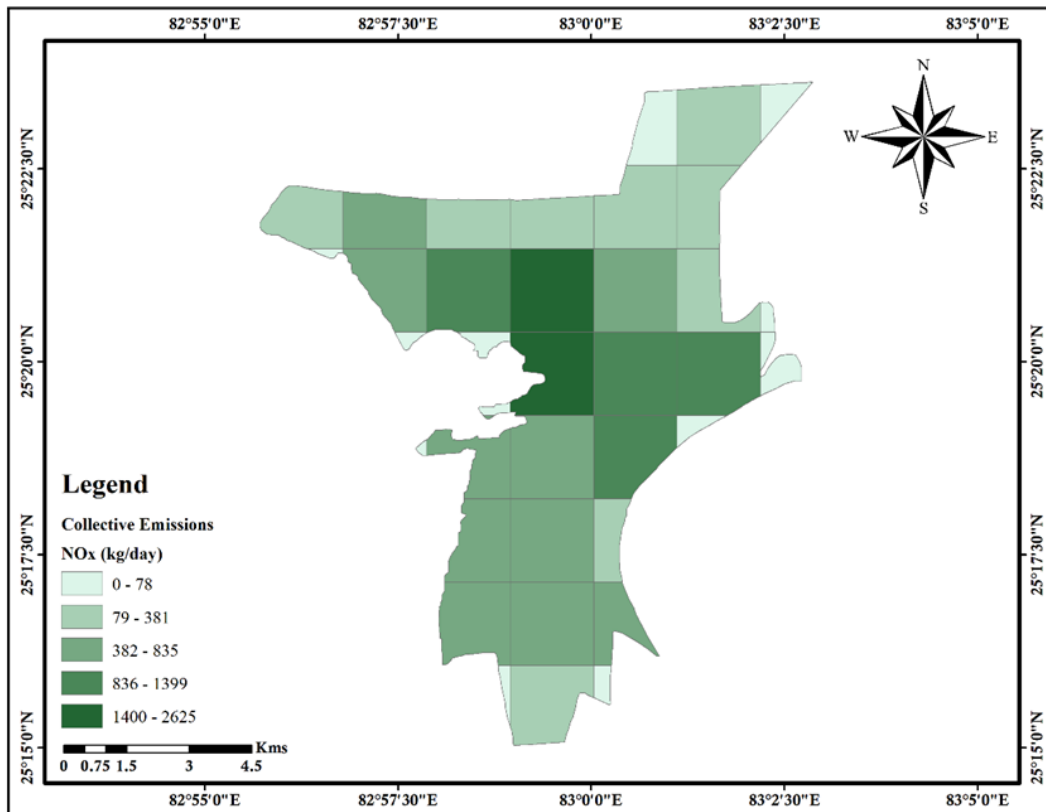 82°55'0"E 82°57'30"E 83°0'0"E 83°2'30"E 83°5'0"E
N
W E
S
25°22'30"N 25°22'30"N
25°20'0"N 25°20'0"N
25°17'30"N 25°17'30"N
25°15'0"N 25°15'0"N
Legend
Collective Emissions
NOx (kg/day)
0 - 78
79 - 381
382 - 835
836 - 1399
1400 - 2625
Kms
0 0.75 1.5 3 4.5
82°55'0"E 82°57'30"E 83°0'0"E 83°2'30"E 83°5'0"E